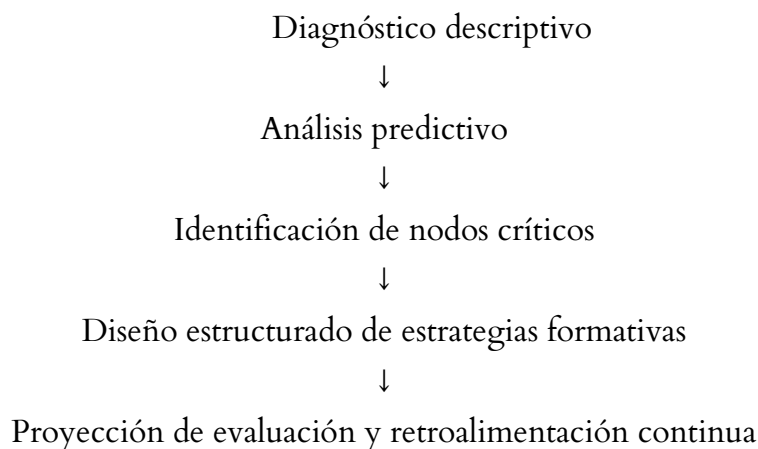 Diagnóstico descriptivo
↓
Análisis predictivo
↓
Identificación de nodos críticos
↓
Diseño estructurado de estrategias formativas
↓
Proyección de evaluación y retroalimentación continua